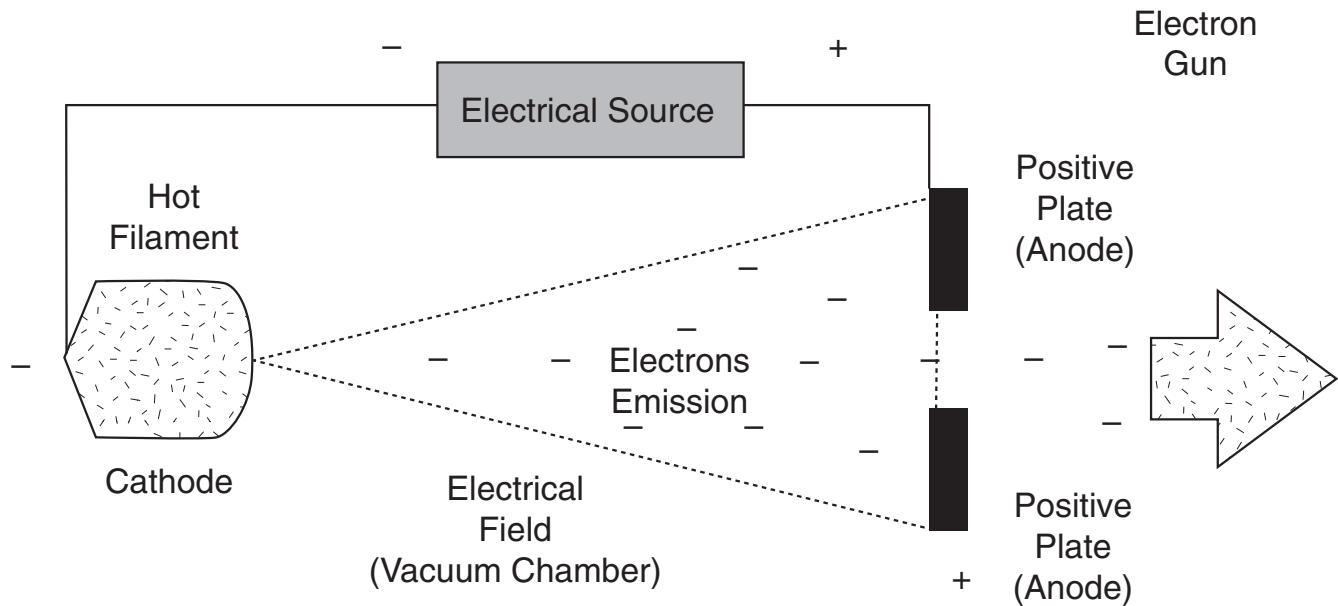 Electron
Gun
− +
Electrical Source
Hot
Filament
Positive
Plate
(Anode)
−
−
−
− − − Electrons − − − −
Emission
− −
−
−
Cathode
Electrical
Field
(Vacuum Chamber)
Positive
Plate
(Anode)
+